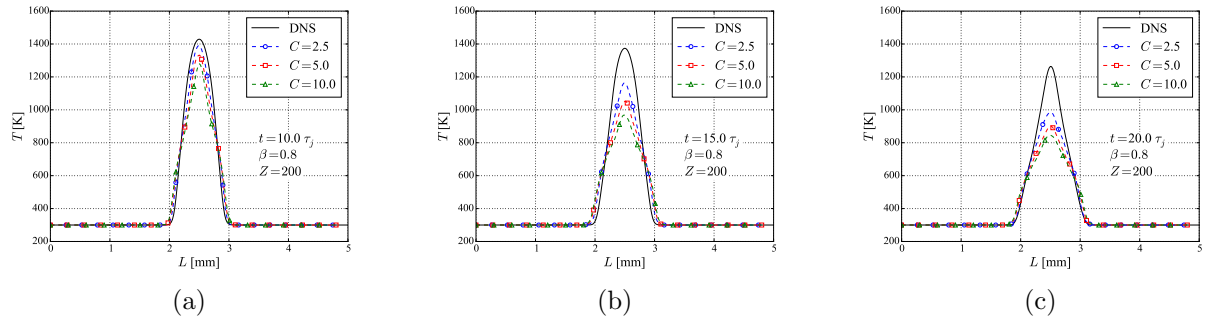 1600
1400
1200
1000
800
600
400
200
T [K]
0 1 2 3 4 5
L [mm]
DNS
C = 2.5
C = 5.0
C = 10.0
t = 10.0 τj
β = 0.8
Z = 200
(a)
1600
1400
1200
1000
800
600
400
200
T [K]
0 1 2 3 4 5
L [mm]
DNS
C = 2.5
C = 5.0
C = 10.0
t = 15.0 τj
β = 0.8
Z = 200
(b)
1600
1400
1200
1000
800
600
400
200
T [K]
0 1 2 3 4 5
L [mm]
DNS
C = 2.5
C = 5.0
C = 10.0
t = 20.0 τj
β = 0.8
Z = 200
(c)